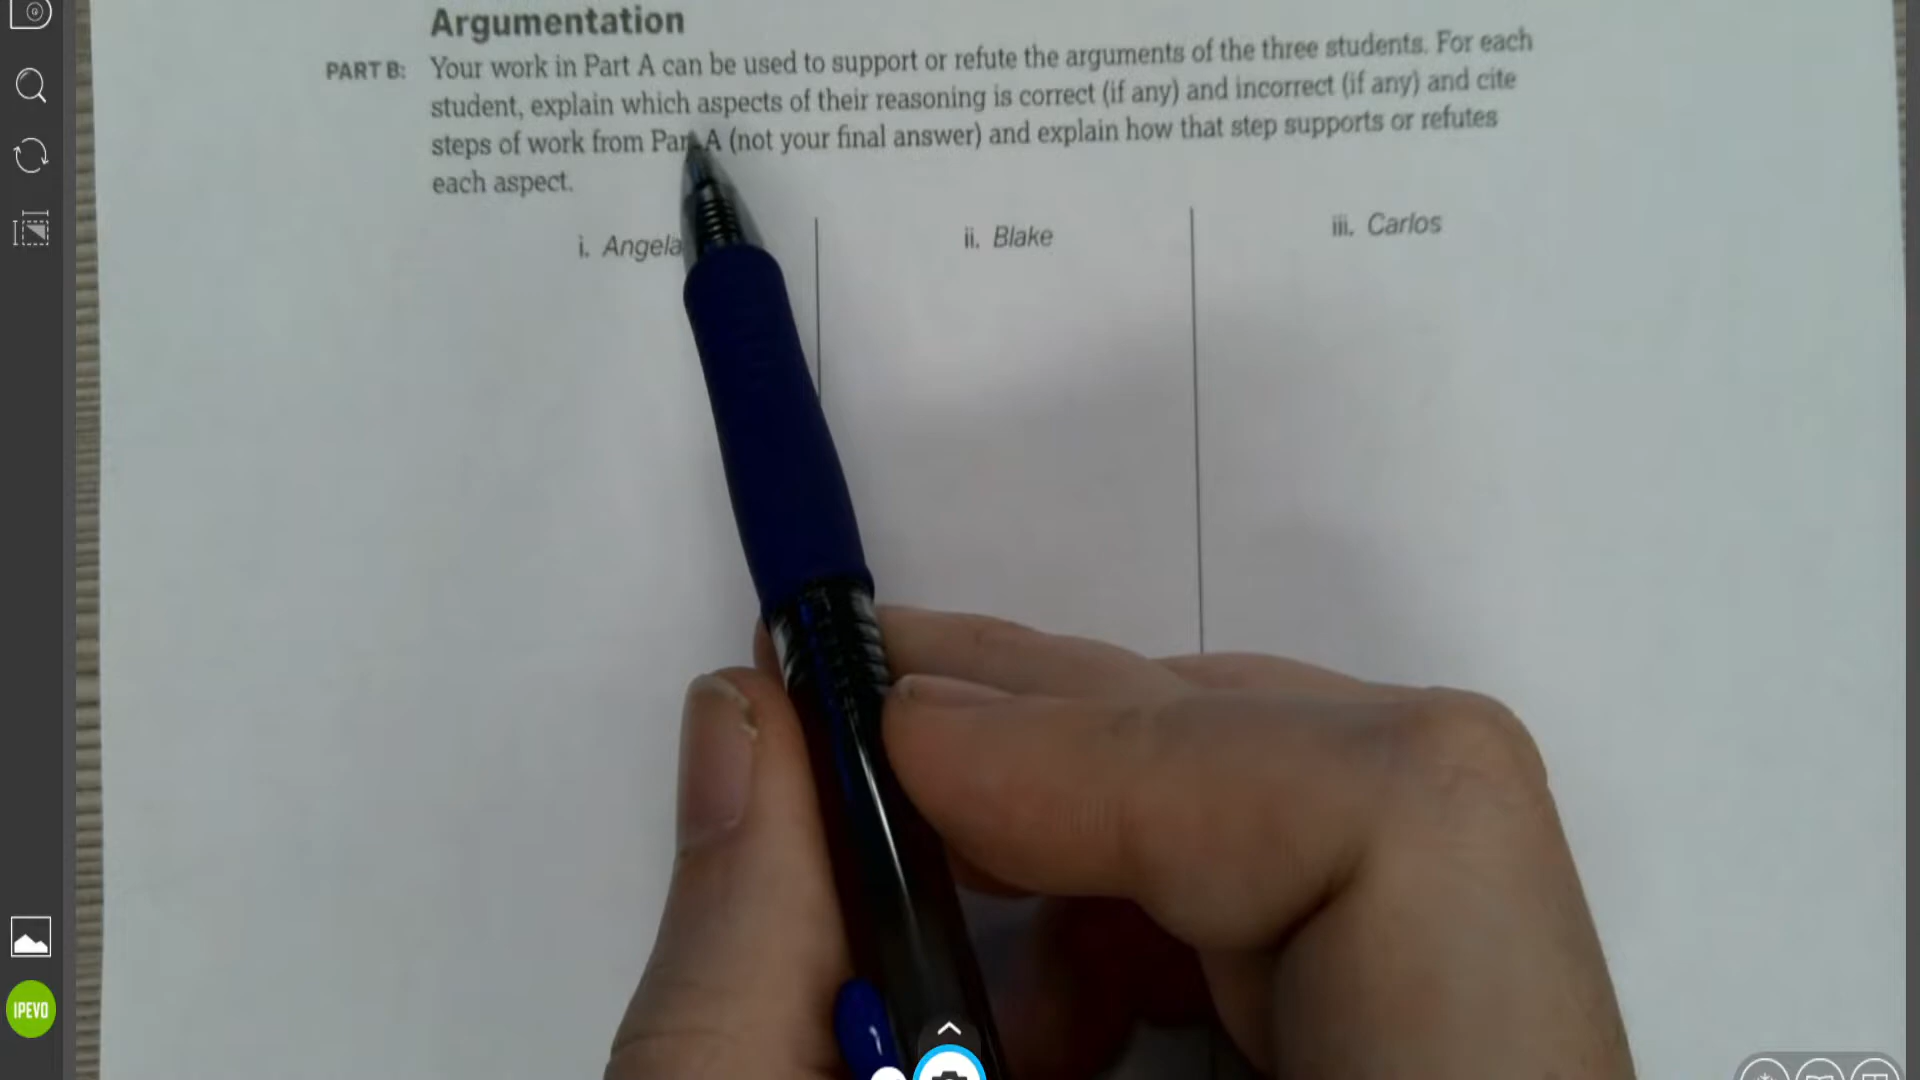 Argumentation
PART B: Your work in Part A can be used to support or refute the arguments of the three students. For each
student, explain which aspects of their reasoning is correct (if any) and incorrect (if any) and cite
steps of work from Part A (not your final answer) and explain how that step supports or refutes
each aspect.
i. Angela
ii. Blake
iii. Carlos
IPEVO